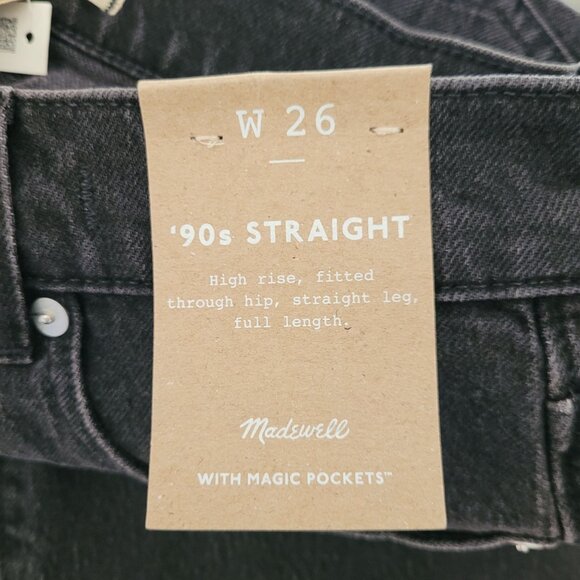 W 26
'90s STRAIGHT
High rise, fitted
through hip, straight leg,
full length.
Madewell
WITH MAGIC POCKETS™